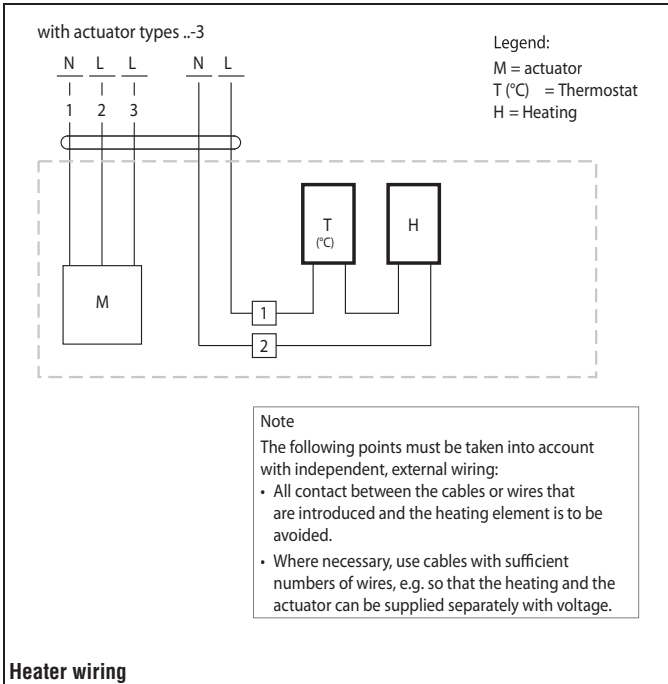 with actuator types ..-3
N L L N L
1 2 3
Legend:
M = actuator
T (°C) = Thermostat
H = Heating
T
(°C)
H
M
1
2
Note
The following points must be taken into account
with independent, external wiring:
• All contact between the cables or wires that
are introduced and the heating element is to be
avoided.
• Where necessary, use cables with sufficient
numbers of wires, e.g. so that the heating and the
actuator can be supplied separately with voltage.
Heater wiring